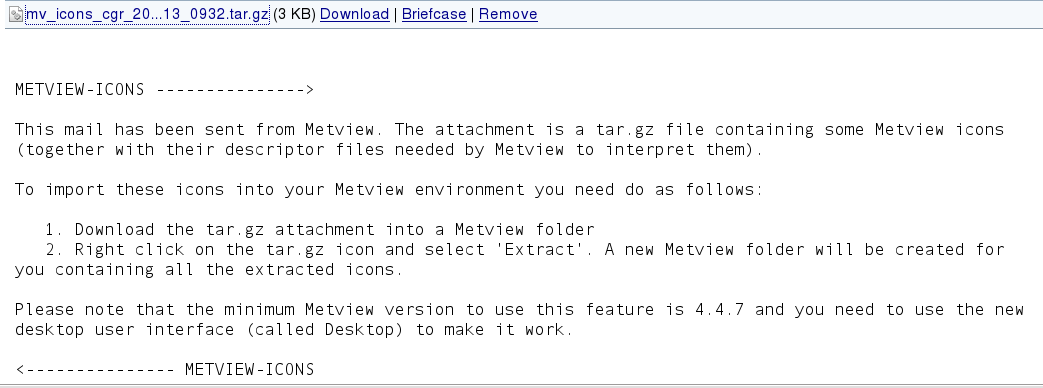 mv_icons_cgr_20...13_0932.tar.gz (3 KB) Download | Briefcase | Remove
METVIEW-ICONS --------------->
This mail has been sent from Metview. The attachment is a tar.gz file containing some Metview icons
(together with their descriptor files needed by Metview to interpret them).
To import these icons into your Metview environment you need do as follows:
1. Download the tar.gz attachment into a Metview folder
2. Right click on the tar.gz icon and select 'Extract'. A new Metview folder will be created for
you containing all the extracted icons.
Please note that the minimum Metview version to use this feature is 4.4.7 and you need to use the new
desktop user interface (called Desktop) to make it work.
<--------------- METVIEW-ICONS